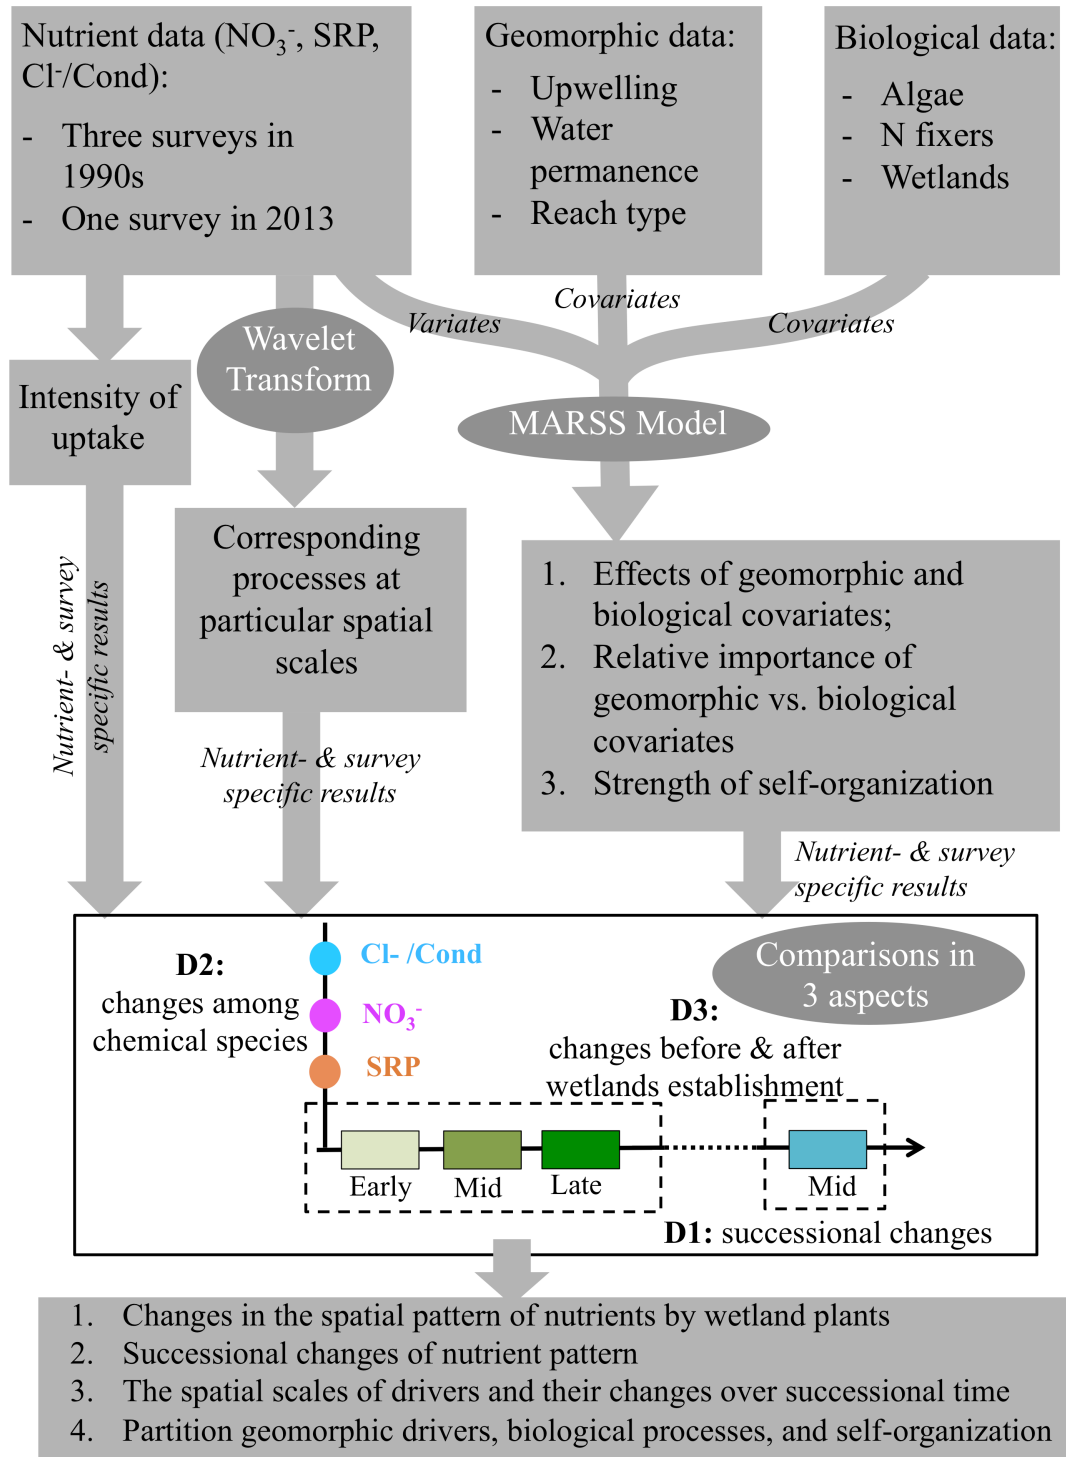 Nutrient data (NO₃⁻, SRP,
Cl⁻/Cond):
- Three surveys in
1990s
- One survey in 2013
Geomorphic data:
- Upwelling
- Water
permanence
- Reach type
Biological data:
- Algae
- N fixers
- Wetlands
Variates
Covariates
Covariates
Wavelet
Transform
MARSS Model
Intensity of
uptake
Corresponding
processes at
particular spatial
scales
1. Effects of geomorphic and
biological covariates;
2. Relative importance of
geomorphic vs. biological
covariates
3. Strength of self-organization
Nutrient- & survey
specific results
Nutrient- & survey
specific results
Nutrient- & survey
specific results
Comparisons in
3 aspects
D2:
changes among
chemical species
Cl- /Cond
NO₃⁻
SRP
D3:
changes before & after
wetlands establishment
Early
Mid
Late
Mid
D1: successional changes
1. Changes in the spatial pattern of nutrients by wetland plants
2. Successional changes of nutrient pattern
3. The spatial scales of drivers and their changes over successional time
4. Partition geomorphic drivers, biological processes, and self-organization